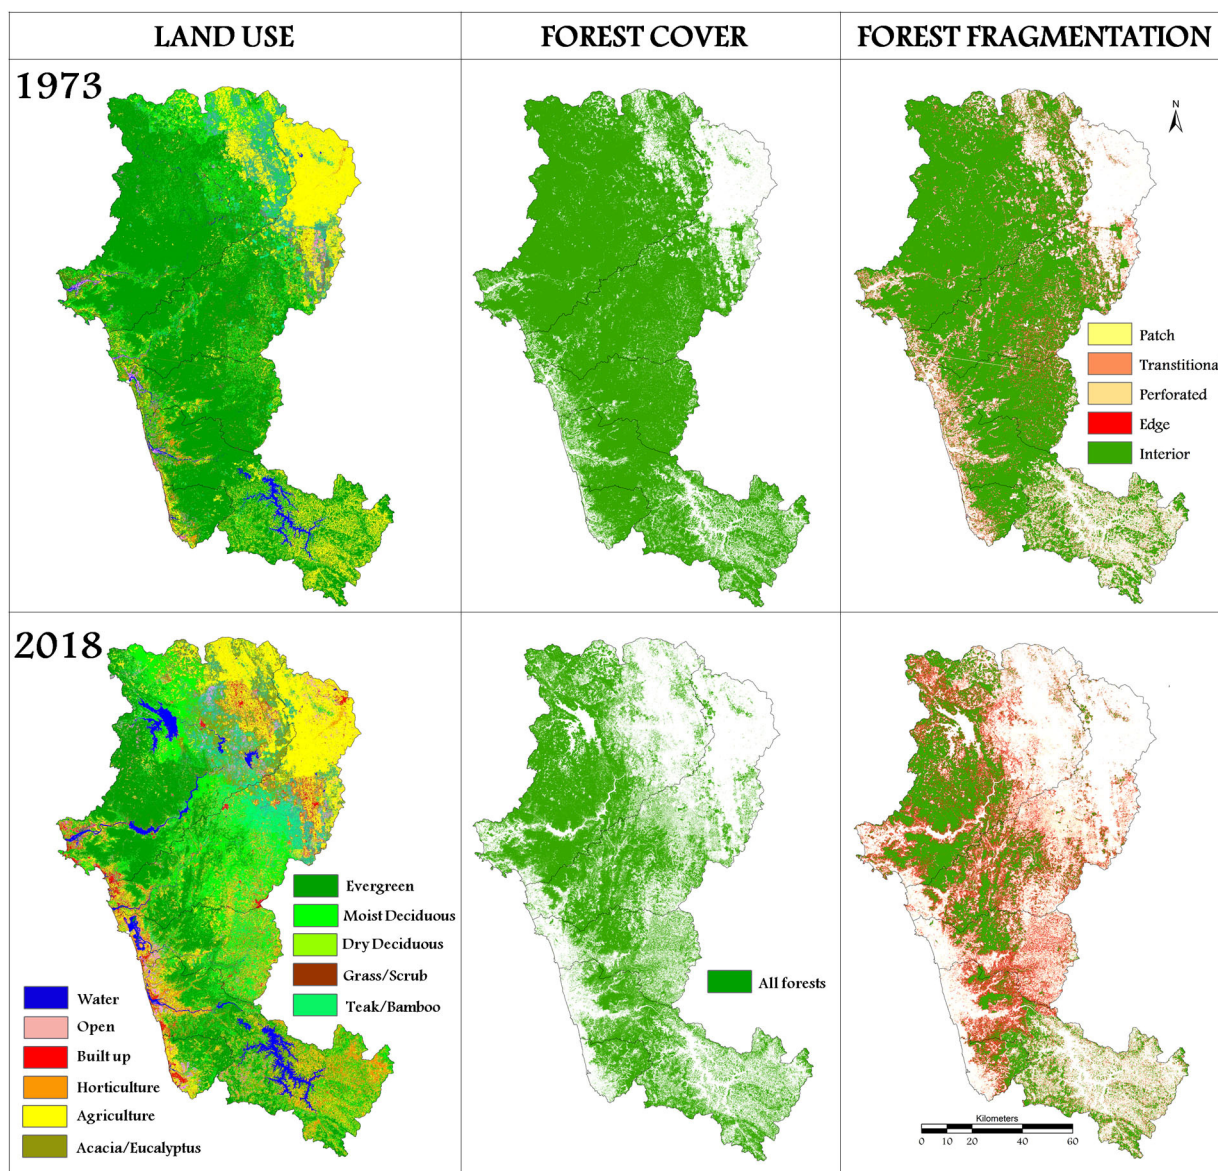 LAND USE
FOREST COVER
FOREST FRAGMENTATION
1973
N
Patch
Transtitiona
Perforated
Edge
Interior
2018
Evergreen
Moist Deciduous
Dry Deciduous
Grass/Scrub
Teak/Bamboo
Water
Open
Built up
Horticulture
Agriculture
Acacia/Eucalyptus
All forests
Kilometers
0 10 20 40 60